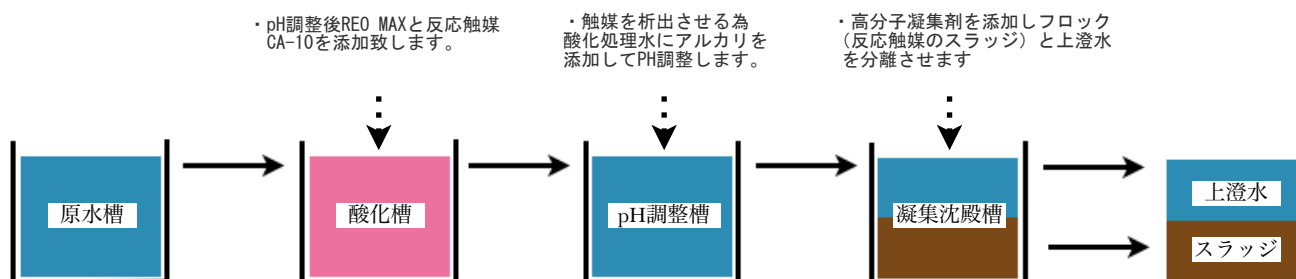 ・pH調整後REO MAXと反応触媒
CA-10を添加致します。
・触媒を析出させる為
酸化処理水にアルカリを
添加してPH調整します。
・高分子凝集剤を添加しフロック
(反応触媒のスラッジ）と上澄水
を分離させます
原水槽
酸化槽
pH調整槽
凝集沈殿槽
上澄水
スラッジ